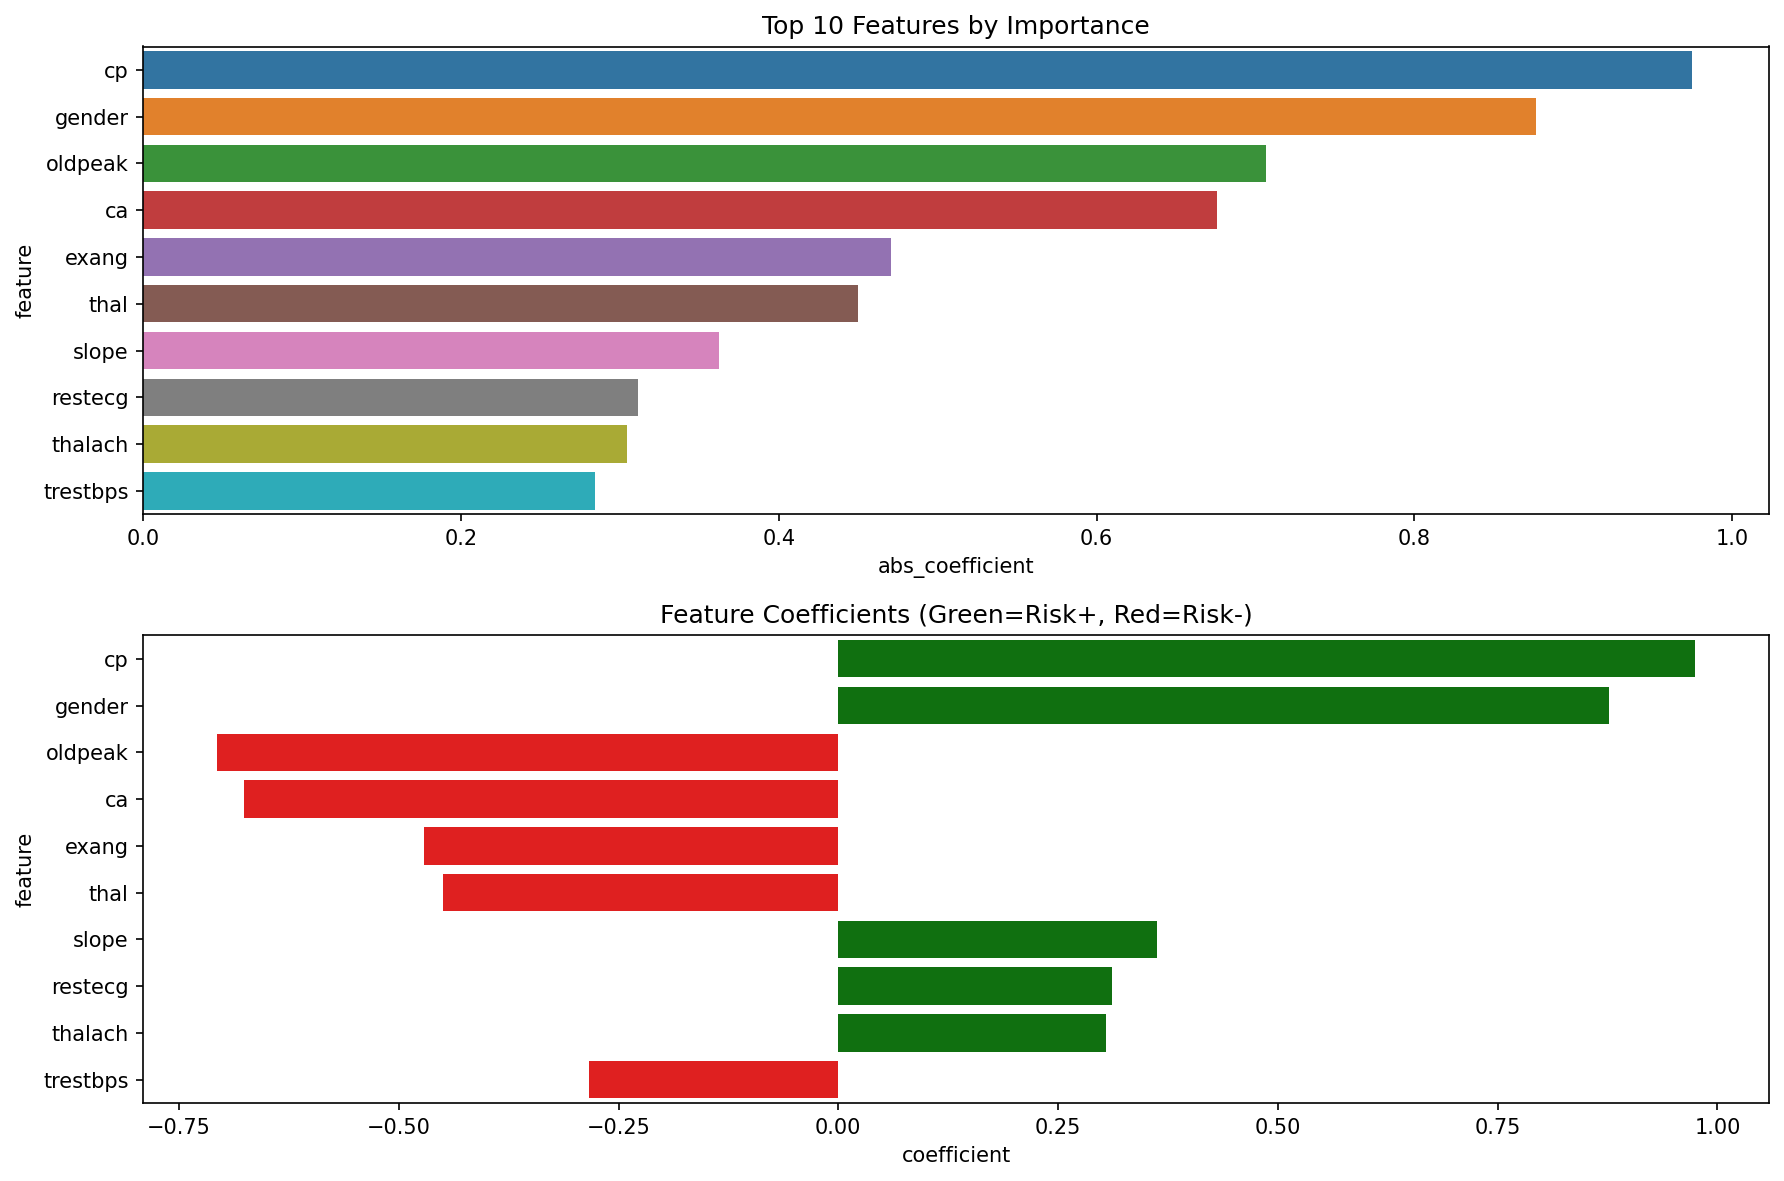 Top 10 Features by Importance
cp
gender
oldpeak
ca
exang
thal
slope
restecg
thalach
trestbps
feature
0.0 0.2 0.4 0.6 0.8 1.0
abs_coefficient
Feature Coefficients (Green=Risk+, Red=Risk-)
cp
gender
oldpeak
ca
exang
thal
slope
restecg
thalach
trestbps
feature
−0.75 −0.50 −0.25 0.00 0.25 0.50 0.75 1.00
coefficient